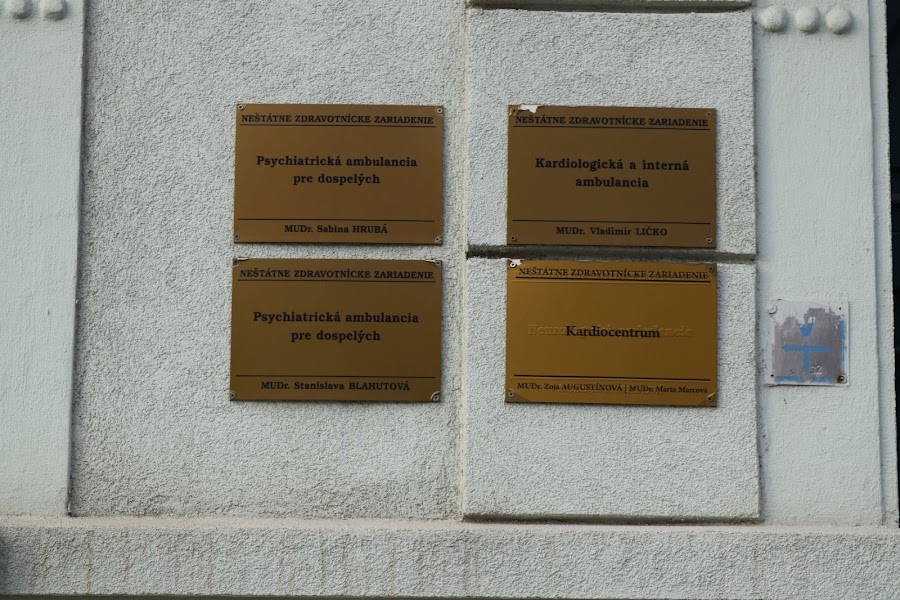 NEŠTÁTNE ZDRAVOTNÍCKE ZARIADENIE
Psychiatrická ambulancia
pre dospelých
MUDr. Sabina HRUBÁ
NEŠTÁTNE ZDRAVOTNÍCKE ZARIADENIE
Kardiologická a interná
ambulancia
MUDr. Vladimír LIČKO
NEŠTÁTNE ZDRAVOTNÍCKE ZARIADENIE
Psychiatrická ambulancia
pre dospelých
MUDr. Stanislava BLAHUTOVÁ
NEŠTÁTNE ZDRAVOTNÍCKE ZARIADENIE
Kardiocentrum
MUDr. Zoja AUGUSTÍNOVÁ | MUDr. Marta Marcová